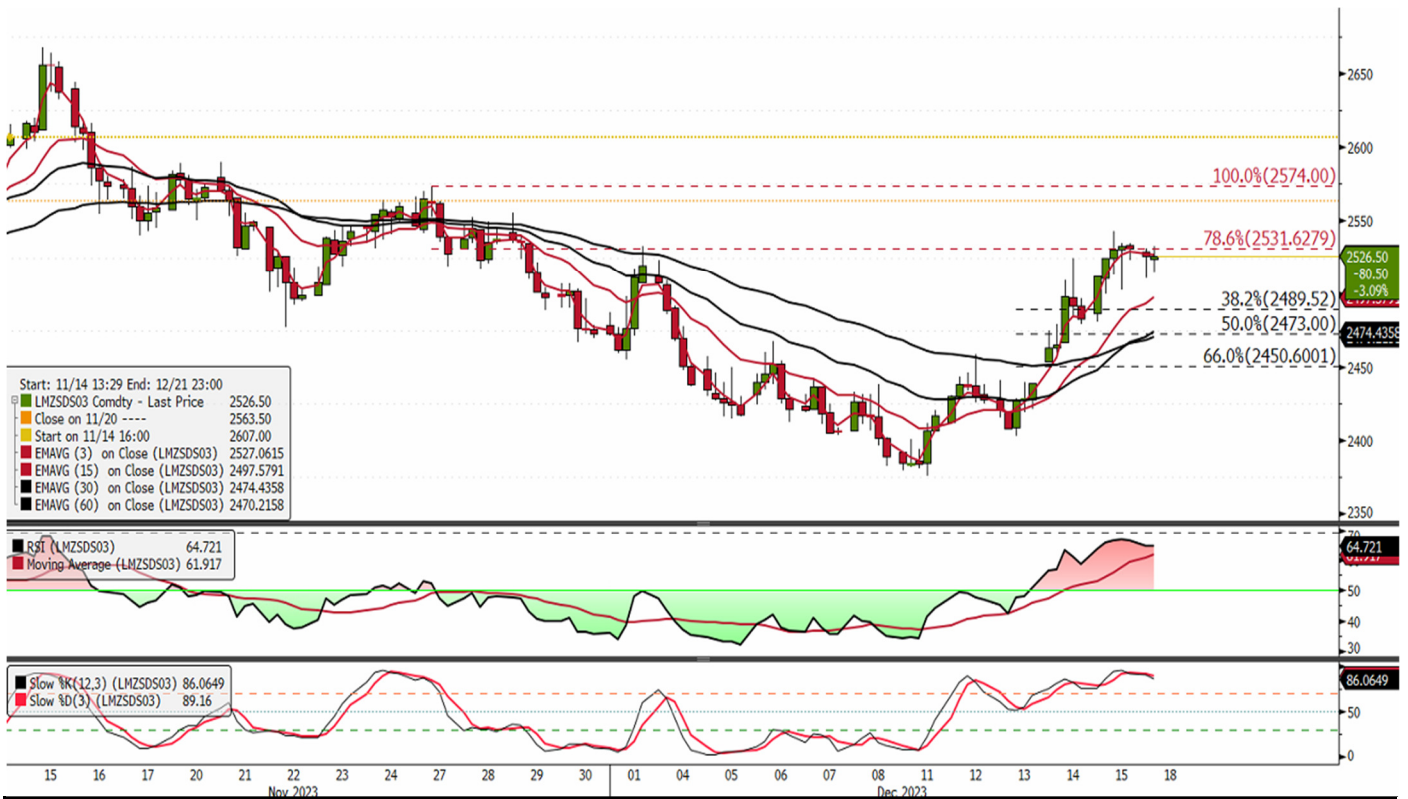 2650
2600
100.0%(2574.00)
2550
78.6%(2531.6279)
2526.50
-80.50
-3.09%
38.2%(2489.52)
50.0%(2473.00)
2474.4358
66.0%(2450.6001)
2450
2400
2350
Start: 11/14 13:29 End: 12/21 23:00
LMZSDS03 Comdty - Last Price 2526.50
Close on 11/20 ---- 2563.50
Start on 11/14 16:00 2607.00
EMAVG (3) on Close (LMZSDS03) 2527.0615
EMAVG (15) on Close (LMZSDS03) 2497.5791
EMAVG (30) on Close (LMZSDS03) 2474.4358
EMAVG (60) on Close (LMZSDS03) 2470.2158
RSI (LMZSDS03) 64.721
Moving Average (LMZSDS03) 61.917
70
64.721
50
40
30
Slow %K(12,3) (LMZSDS03) 86.0649
Slow %D(3) (LMZSDS03) 89.16
86.0649
50
0
15 16 17 20 21 22 23 24 27 28 29 30 01 04 05 06 07 08 11 12 13 14 15 18
Nov 2023 Dec 2023